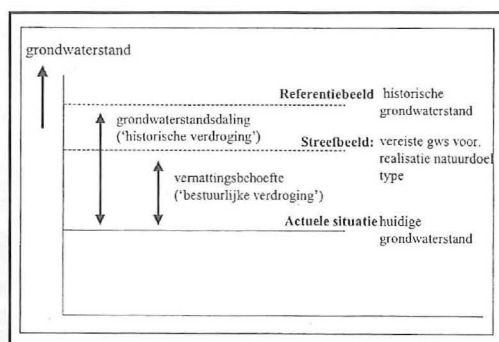 grondwaterstand
Referentiebeeld historische
grondwaterstand
grondwaterstandsdaling
('historische verdroging')
Streefbeeld: vereiste gws voor.
realisatie natuurdoel
type
vernattingsbehoefte
('bestuurlijke verdroging')
Actuele situatie huidige
grondwaterstand